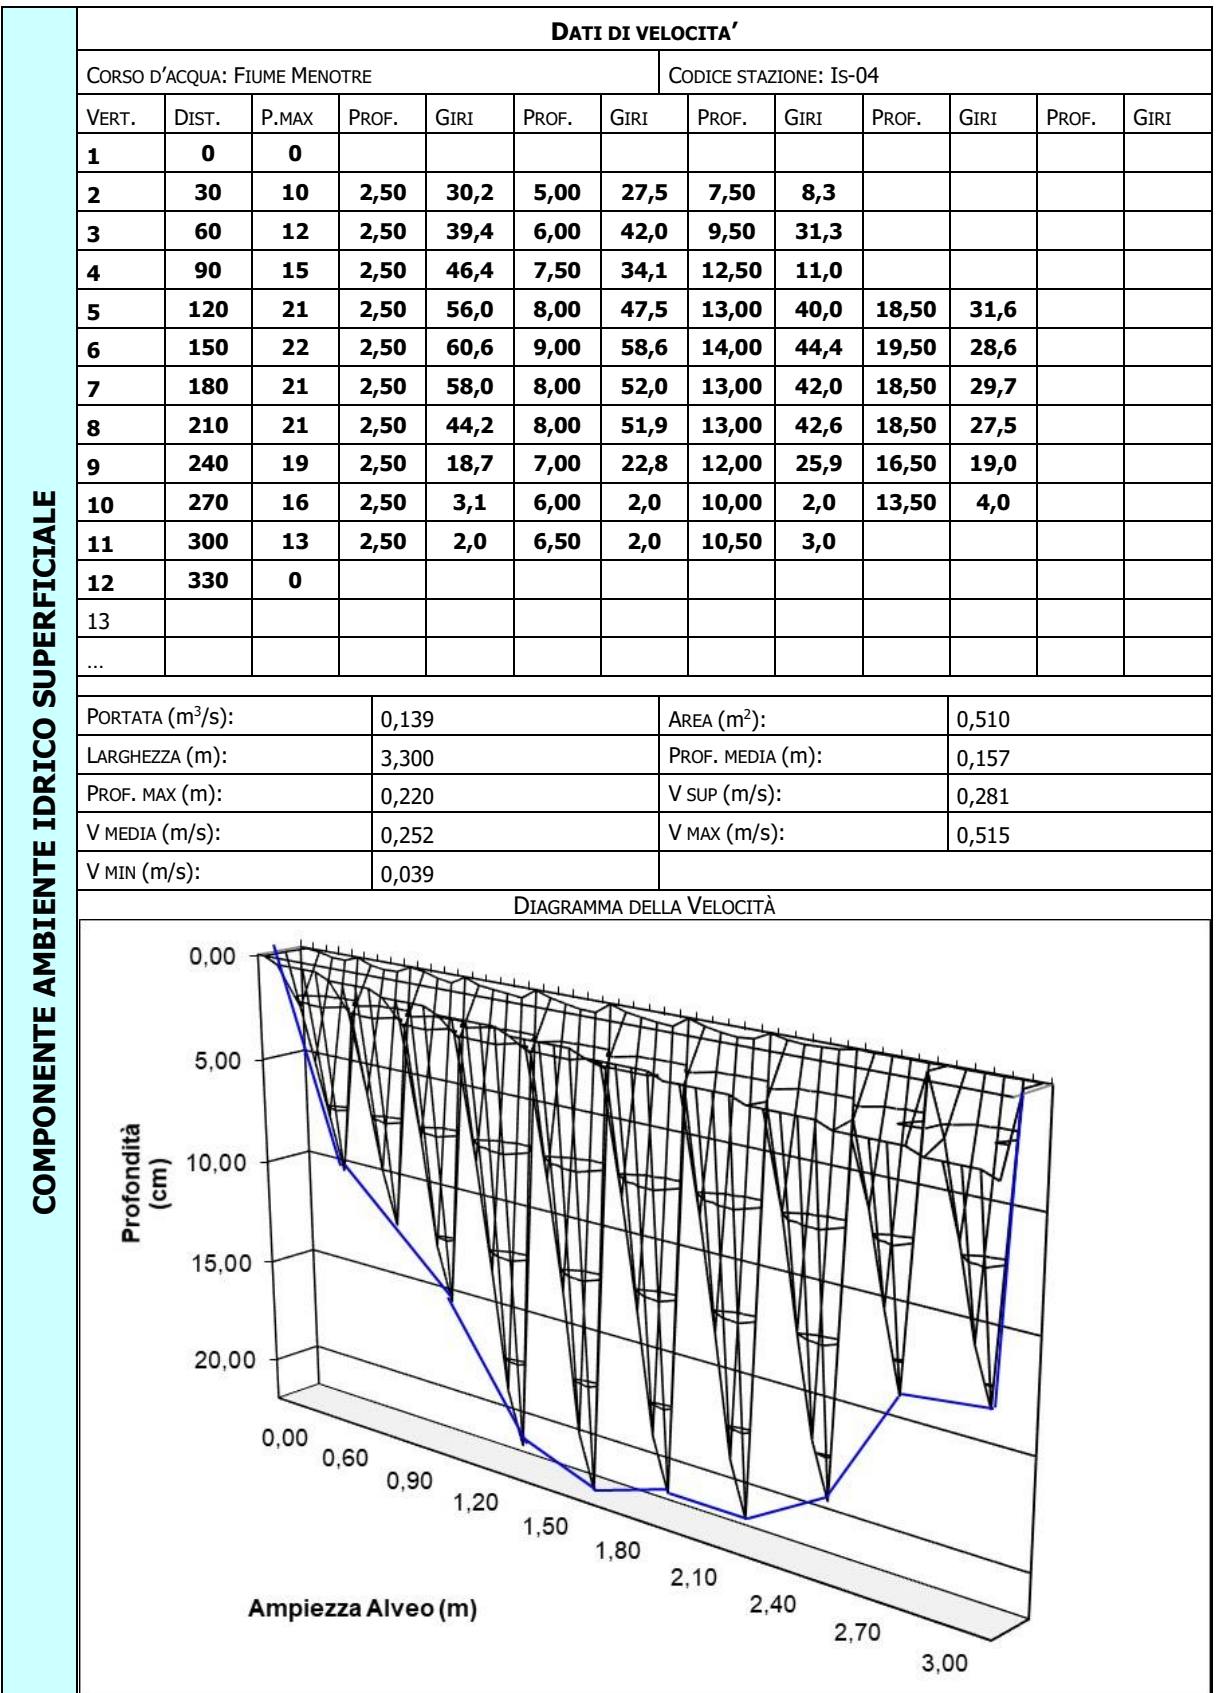 COMPONENTE AMBIENTE IDRICO SUPERFICIALE
DATI DI VELOCITA’
CORSO D’ACQUA: FIUME MENOTRE CODICE STAZIONE: IS-04
VERT. DIST. P.MAX PROF. GIRI PROF. GIRI PROF. GIRI PROF. GIRI PROF. GIRI
1 0 0
2 30 10 2,50 30,2 5,00 27,5 7,50 8,3
3 60 12 2,50 39,4 6,00 42,0 9,50 31,3
4 90 15 2,50 46,4 7,50 34,1 12,50 11,0
5 120 21 2,50 56,0 8,00 47,5 13,00 40,0 18,50 31,6
6 150 22 2,50 60,6 9,00 58,6 14,00 44,4 19,50 28,6
7 180 21 2,50 58,0 8,00 52,0 13,00 42,0 18,50 29,7
8 210 21 2,50 44,2 8,00 51,9 13,00 42,6 18,50 27,5
9 240 19 2,50 18,7 7,00 22,8 12,00 25,9 16,50 19,0
10 270 16 2,50 3,1 6,00 2,0 10,00 2,0 13,50 4,0
11 300 13 2,50 2,0 6,50 2,0 10,50 3,0
12 330 0
13
...
PORTATA (m³/s): 0,139 AREA (m²): 0,510
LARGHEZZA (m): 3,300 PROF. MEDIA (m): 0,157
PROF. MAX (m): 0,220 V SUP (m/s): 0,281
V MEDIA (m/s): 0,252 V MAX (m/s): 0,515
V MIN (m/s): 0,039
DIAGRAMMA DELLA VELOCITÀ
0,00
5,00
10,00
15,00
20,00
Profondità
(cm)
0,00
0,60
0,90
1,20
1,50
1,80
2,10
2,40
2,70
3,00
Ampiezza Alveo (m)